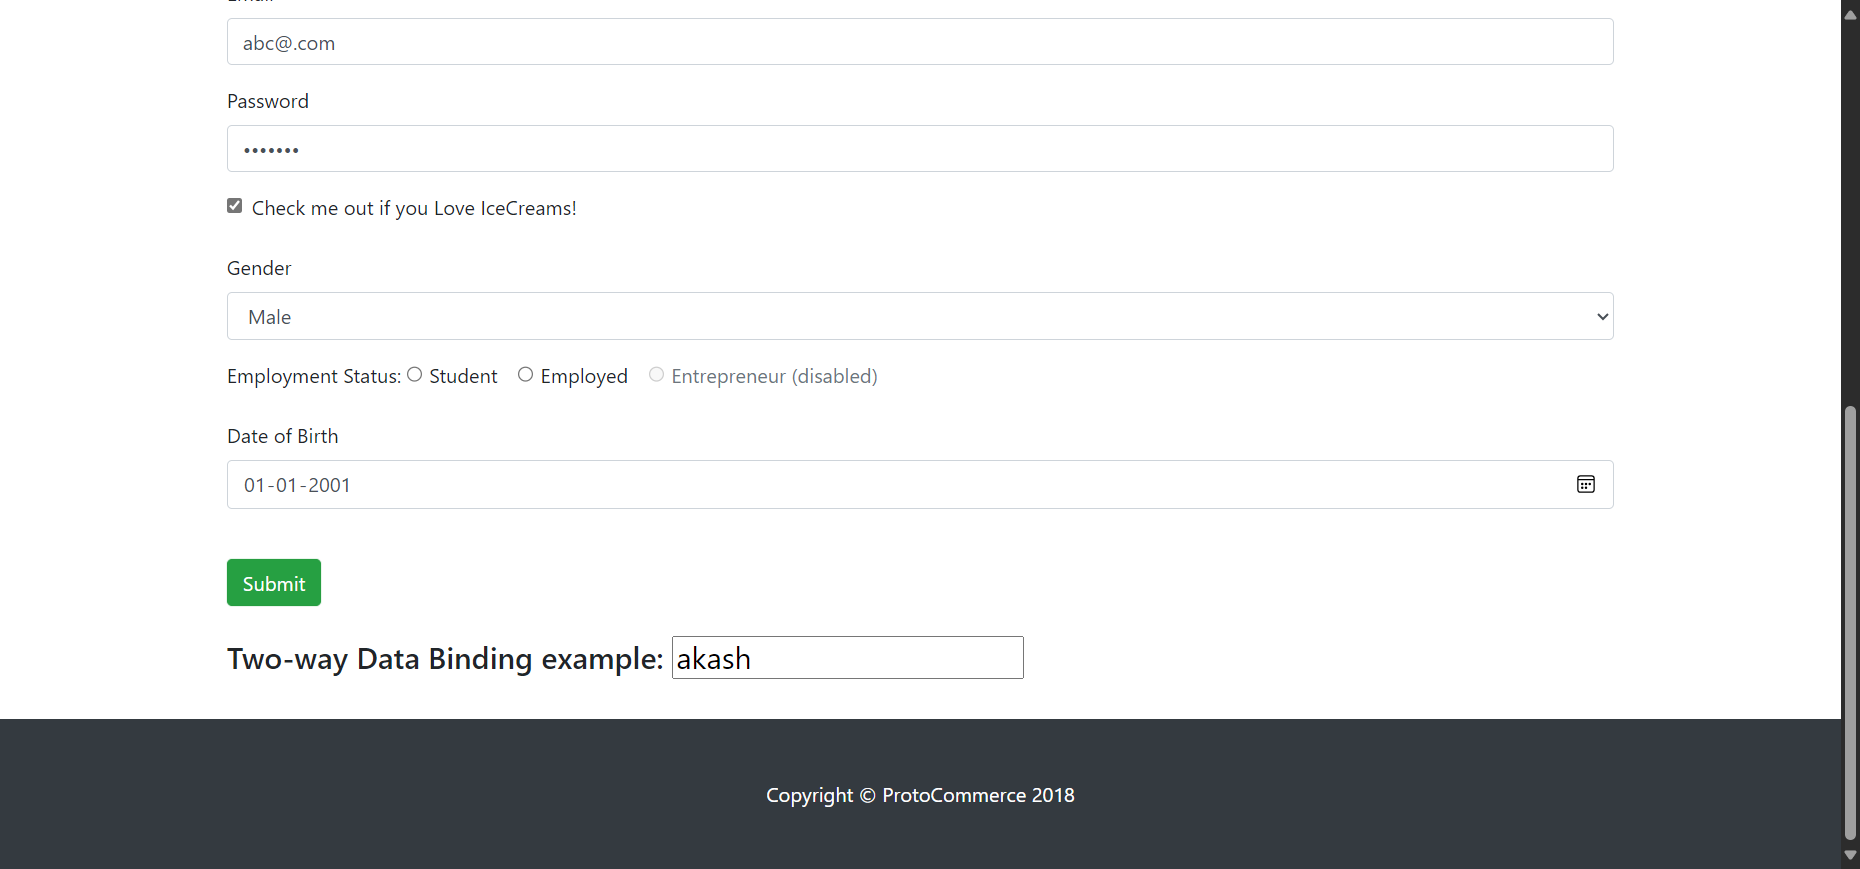 Email
abc@.com
Password
•••••••
Check me out if you Love IceCreams!
Gender
Male
Employment Status: Student Employed Entrepreneur (disabled)
Date of Birth
01-01-2001
Submit
Two-way Data Binding example: akash
Copyright © ProtoCommerce 2018